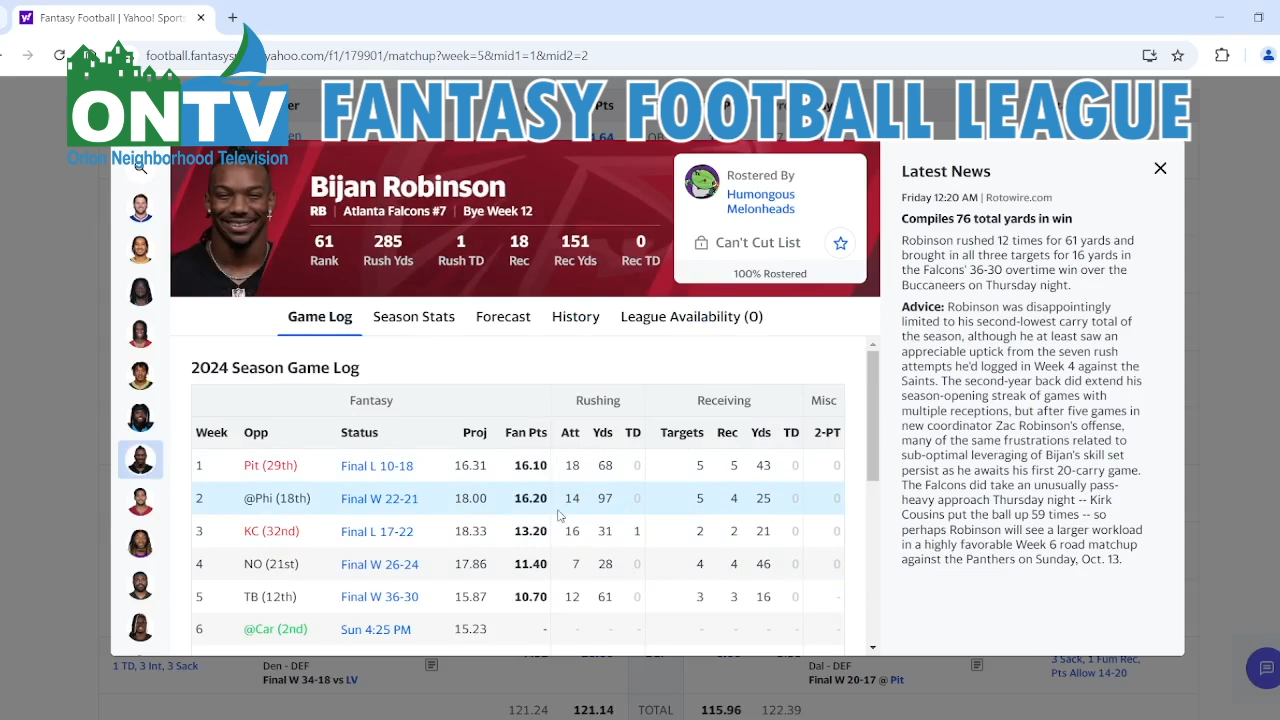 Fantasy Football | Yahoo! Sports
football.fantasys yahoo.com/f1/179901/matchup?week=5&mid1=1&mid2=2
ONTV
Orion Neighborhood Television
FANTASY FOOTBALL LEAGUE
Bijan Robinson
RB | Atlanta Falcons #7 | Bye Week 12
61 285 1 18 151 0
Rank Rush Yds Rush TD Rec Rec Yds Rec TD
Rostered By
Humongous
Melonheads
Can't Cut List
100% Rostered
Game Log Season Stats Forecast History League Availability (0)
2024 Season Game Log
Fantasy Rushing Receiving Misc
Week Opp Status Proj Fan Pts Att Yds TD Targets Rec Yds TD 2-PT
1 Pit (29th) Final L 10-18 16.31 16.10 18 68 0 5 5 43 0 0
2 @Phi (18th) Final W 22-21 18.00 16.20 14 97 0 5 4 25 0 0
3 KC (32nd) Final L 17-22 18.33 13.20 16 31 1 2 2 21 0 0
4 NO (21st) Final W 26-24 17.86 11.40 7 28 0 4 4 46 0 0
5 TB (12th) Final W 36-30 15.87 10.70 12 61 0 3 3 16 0 -
6 @Car (2nd) Sun 4:25 PM 15.23 - - - - - - - - -
Latest News
Friday 12:20 AM | Rotowire.com
Compiles 76 total yards in win
Robinson rushed 12 times for 61 yards and
brought in all three targets for 16 yards in
the Falcons' 36-30 overtime win over the
Buccaneers on Thursday night.
Advice: Robinson was disappointingly
limited to his second-lowest carry total of
the season, although he at least saw an
appreciable uptick from the seven rush
attempts he'd logged in Week 4 against the
Saints. The second-year back did extend his
season-opening streak of games with
multiple receptions, but after five games in
new coordinator Zac Robinson's offense,
many of the same frustrations related to
sub-optimal leveraging of Bijan's skill set
persist as he awaits his first 20-carry game.
The Falcons did take an unusually pass-
heavy approach Thursday night -- Kirk
Cousins put the ball up 59 times -- so
perhaps Robinson will see a larger workload
in a highly favorable Week 6 road matchup
against the Panthers on Sunday, Oct. 13.
1 TD, 3 Int, 3 Sack
Den - DEF
Final W 34-18 vs LV
Dal - DEF
Final W 20-17 @ Pit
3 Sack, 1 Fum Rec,
Pts Allow 14-20
121.24 121.14 TOTAL 115.96 122.39